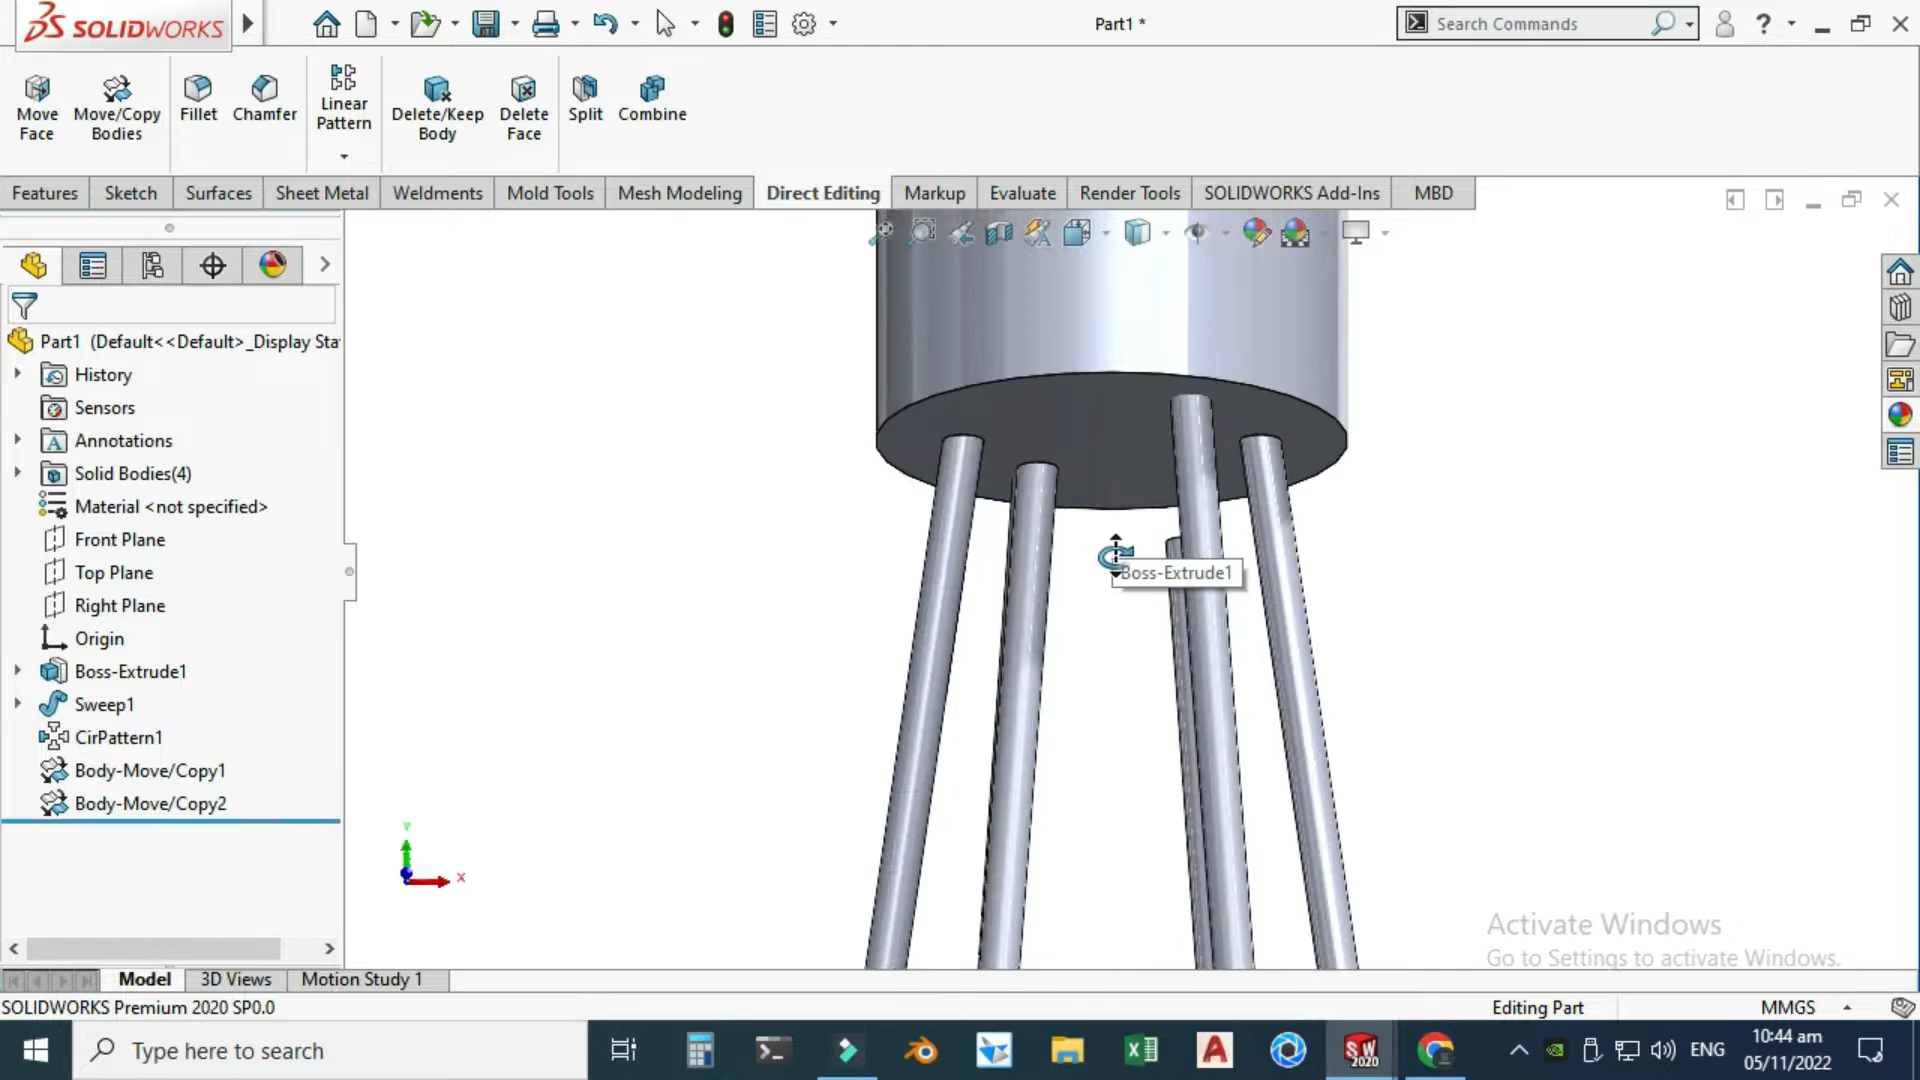 SOLIDWORKS
Part1 *
Search Commands
Move Face
Move/Copy Bodies
Fillet
Chamfer
Linear Pattern
Delete/Keep Body
Delete Face
Split
Combine
Features
Sketch
Surfaces
Sheet Metal
Weldments
Mold Tools
Mesh Modeling
Direct Editing
Markup
Evaluate
Render Tools
SOLIDWORKS Add-Ins
MBD
Part1 (Default<<Default>_Display Sta
History
Sensors
Annotations
Solid Bodies(4)
Material <not specified>
Front Plane
Top Plane
Right Plane
Origin
Boss-Extrude1
Sweep1
CirPattern1
Body-Move/Copy1
Body-Move/Copy2
Boss-Extrude1
Y
X
Activate Windows
Go to Settings to activate Windows.
Model
3D Views
Motion Study 1
SOLIDWORKS Premium 2020 SP0.0
Editing Part
MMGS
Type here to search
SW
2020
ENG
10:44 am
05/11/2022